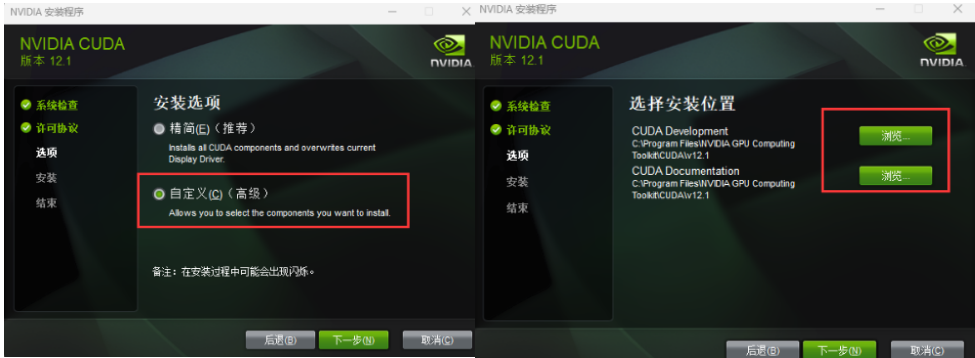 NVIDIA 安装程序
NVIDIA CUDA
版本 12.1
NVIDIA
系统检查
许可协议
选项
安装
结束
安装选项
精简(E)（推荐）
Installs all CUDA components and overwrites current
Display Driver.
自定义(C)（高级）
Allows you to select the components you want to install.
备注：在安装过程中可能会出现闪烁。
后退(B)
下一步(N)
取消(C)
NVIDIA 安装程序
NVIDIA CUDA
版本 12.1
NVIDIA
系统检查
许可协议
选项
安装
结束
选择安装位置
CUDA Development
C:\Program Files\NVIDIA GPU Computing
Toolkit\CUDA\v12.1
浏览...
CUDA Documentation
C:\Program Files\NVIDIA GPU Computing
Toolkit\CUDA\v12.1
浏览...
后退(B)
下一步(N)
取消(C)